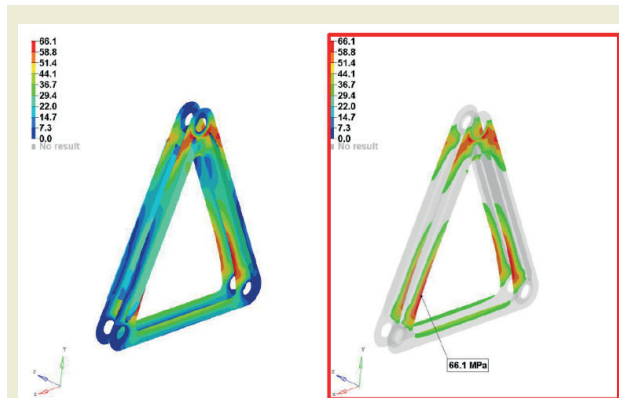 66.1
58.8
51.4
44.1
36.7
29.4
22.0
14.7
7.3
0.0
No result
66.1
58.8
51.4
44.1
36.7
29.4
22.0
14.7
7.3
0.0
No result
66.1 MPa
Y
Z
X
Y
Z
X